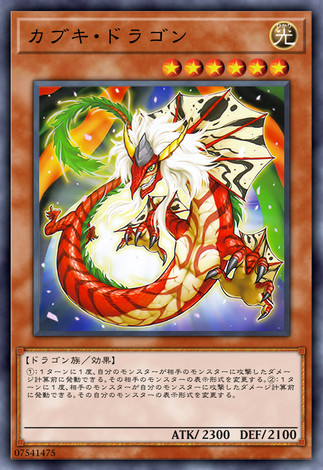 カブキ・ドラゴン
光
【ドラゴン族／効果】
①:1ターンに1度、自分のモンスターが相手のモンスターに攻撃したダメ
ージ計算前に発動できる。その相手のモンスターの表示形式を変更する。②:1タ
ーンに1度、相手のモンスターが自分のモンスターに攻撃したダメージ計算前に発
動できる。その自分のモンスターの表示形式を変更する。
ATK/ 2300 DEF/2100
07541475